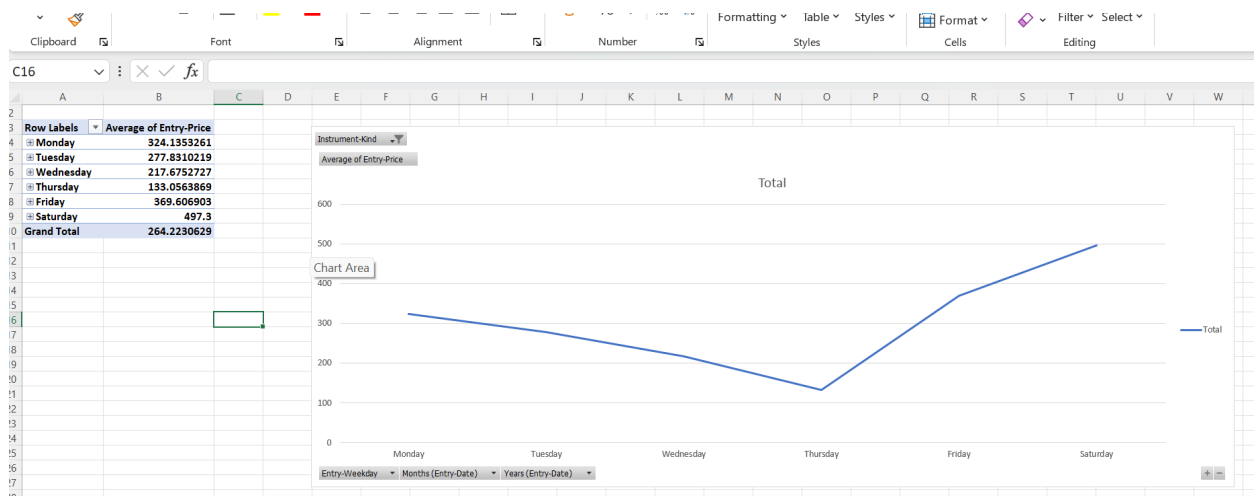 Formatting Table Styles Format Filter Select
Clipboard Font Alignment Number Styles Cells Editing
C16 fx
A B C D E F G H I J K L M N O P Q R S T U V W
Row Labels Average of Entry-Price
Monday 324.1353261
Tuesday 277.8310219
Wednesday 217.6752727
Thursday 133.0563869
Friday 369.606903
Saturday 497.3
Grand Total 264.2230629
Instrument-Kind
Average of Entry-Price
Total
600
500
Chart Area
400
300
200
100
0
Total
Monday Tuesday Wednesday Thursday Friday Saturday
Entry-Weekday Months (Entry-Date) Years (Entry-Date)